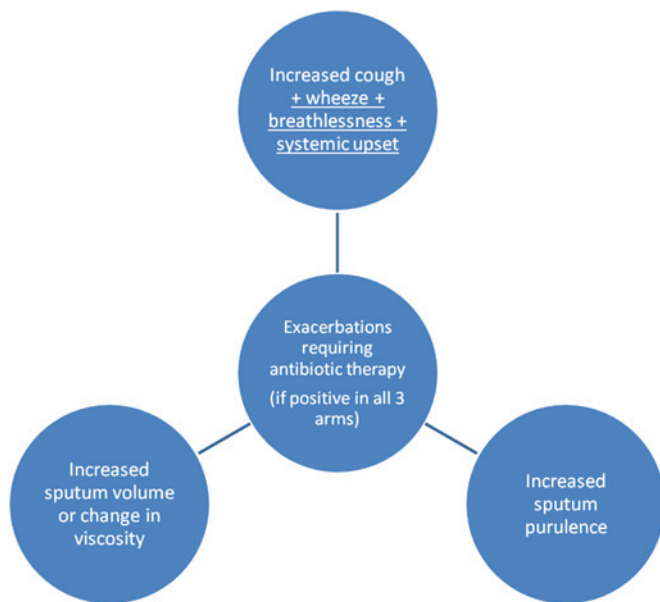 Increased cough
+ wheeze +
breathlessness +
systemic upset
Exacerbations
requiring
antibiotic therapy
(if positive in all 3
arms)
Increased
sputum volume
or change in
viscosity
Increased
sputum
purulence